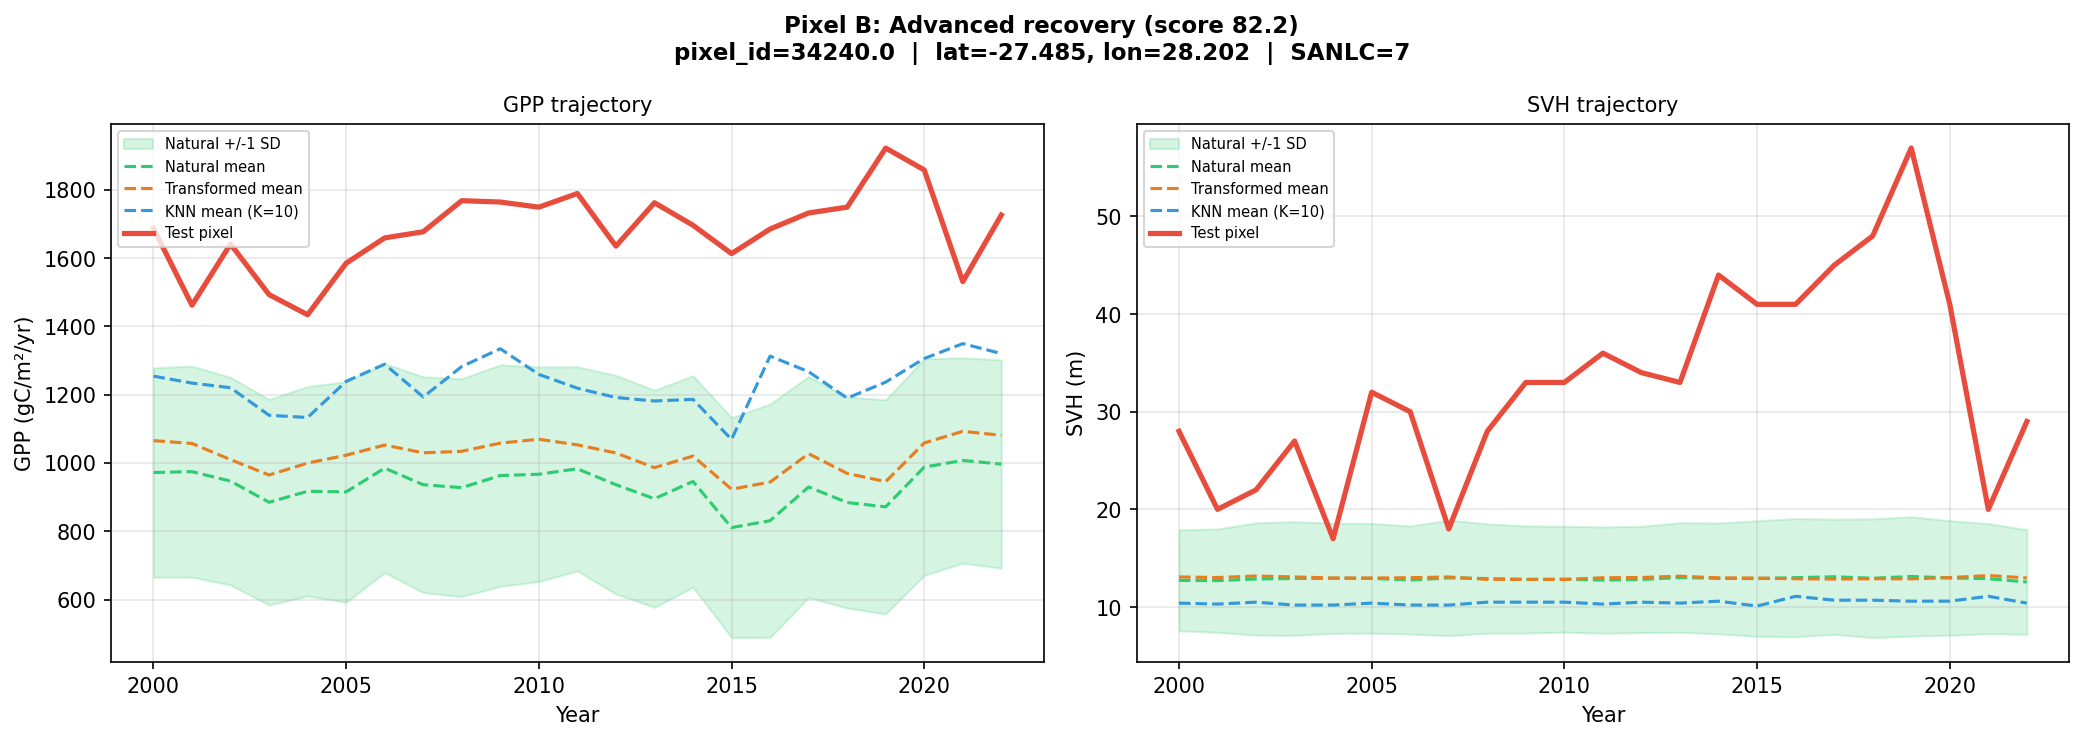 Pixel B: Advanced recovery (score 82.2)
pixel_id=34240.0 | lat=-27.485, lon=28.202 | SANLC=7
GPP trajectory
Natural +/-1 SD
Natural mean
Transformed mean
KNN mean (K=10)
Test pixel
1800
1600
1400
1200
1000
800
600
GPP (gC/m²/yr)
2000
2005
2010
2015
2020
Year
SVH trajectory
Natural +/-1 SD
Natural mean
Transformed mean
KNN mean (K=10)
Test pixel
50
40
30
20
10
SVH (m)
2000
2005
2010
2015
2020
Year